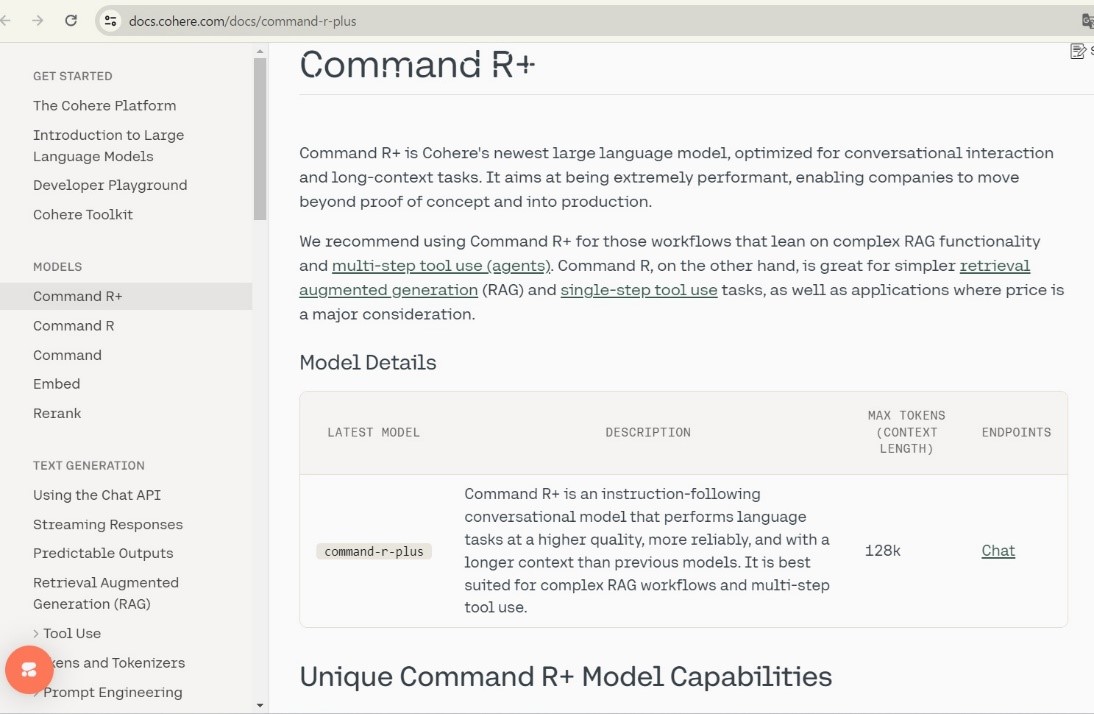 docs.cohere.com/docs/command-r-plus
GET STARTED
The Cohere Platform
Introduction to Large
Language Models
Developer Playground
Cohere Toolkit
MODELS
Command R+
Command R
Command
Embed
Rerank
TEXT GENERATION
Using the Chat API
Streaming Responses
Predictable Outputs
Retrieval Augmented
Generation (RAG)
Tool Use
and Tokenizers
Prompt Engineering
Command R+
Command R+ is Cohere's newest large language model, optimized for conversational interaction
and long-context tasks. It aims at being extremely performant, enabling companies to move
beyond proof of concept and into production.
We recommend using Command R+ for those workflows that lean on complex RAG functionality
and multi-step tool use (agents). Command R, on the other hand, is great for simpler retrieval
augmented generation (RAG) and single-step tool use tasks, as well as applications where price is
a major consideration.
Model Details
LATEST MODEL
DESCRIPTION
MAX TOKENS
(CONTEXT
LENGTH)
ENDPOINTS
command-r-plus
Command R+ is an instruction-following
conversational model that performs language
tasks at a higher quality, more reliably, and with a
longer context than previous models. It is best
suited for complex RAG workflows and multi-step
tool use.
128k
Chat
Unique Command R+ Model Capabilities